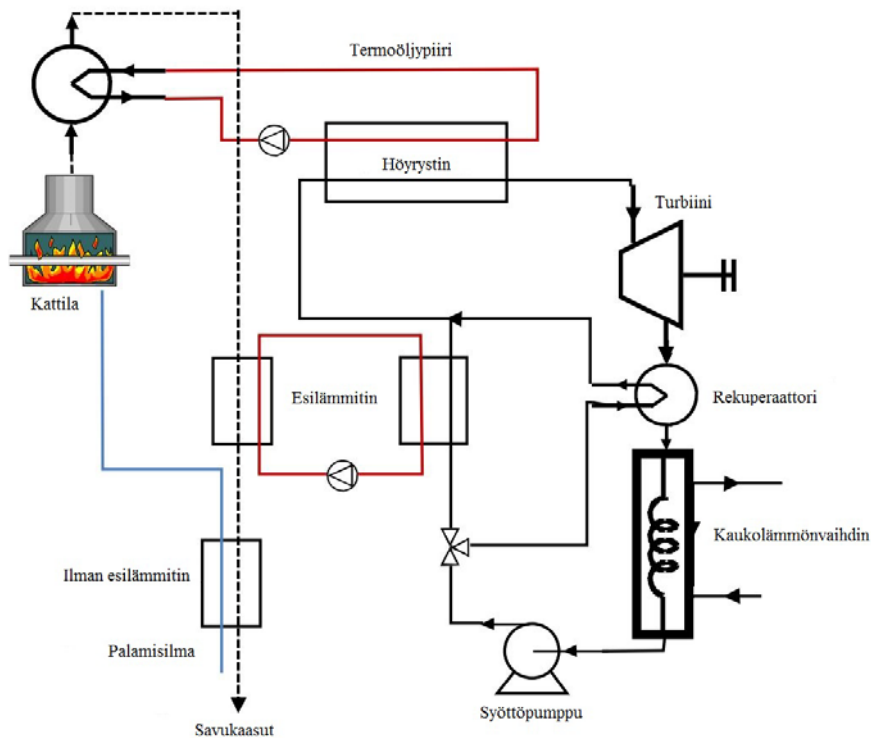 Termoöljypiiri
Höyrystin
Turbiini
Kattila
Esilämmitin
Rekuperaattori
Kaukolämmönvaihdin
Ilman esilämmitin
Palamisilma
Syöttöpumppu
Savukaasut